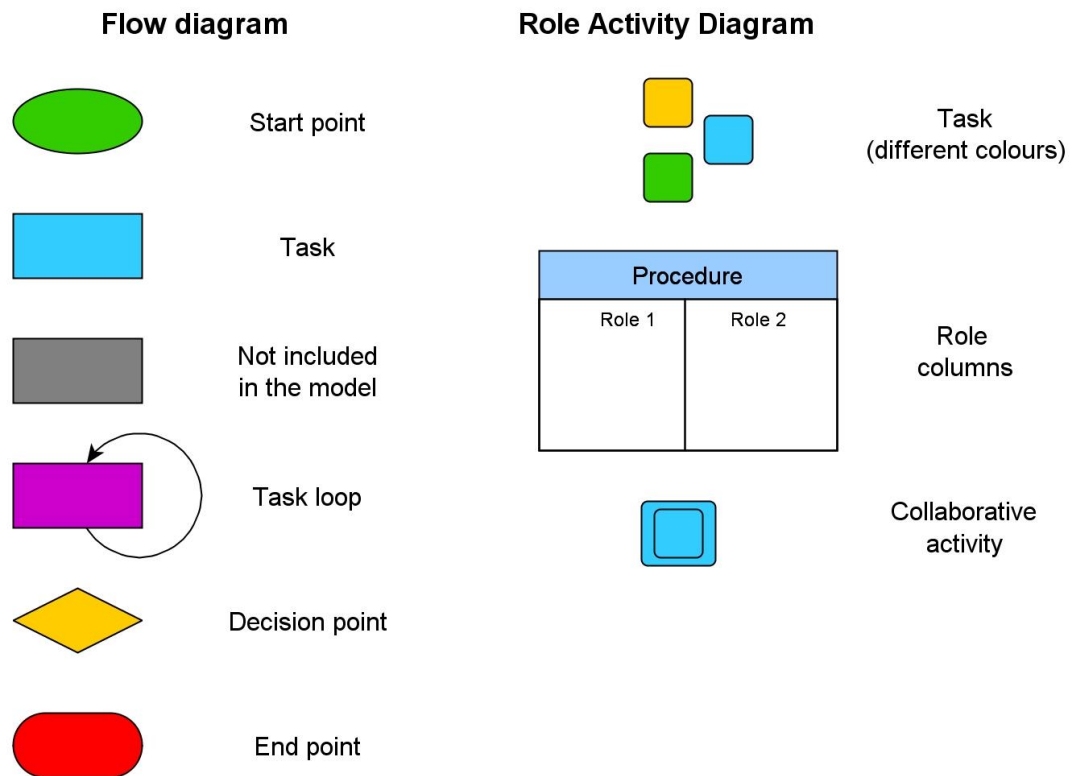 Flow diagram
Start point
Task
Not included
in the model
Task loop
Decision point
End point
Role Activity Diagram
Task
(different colours)
Procedure
Role 1
Role 2
Role
columns
Collaborative
activity